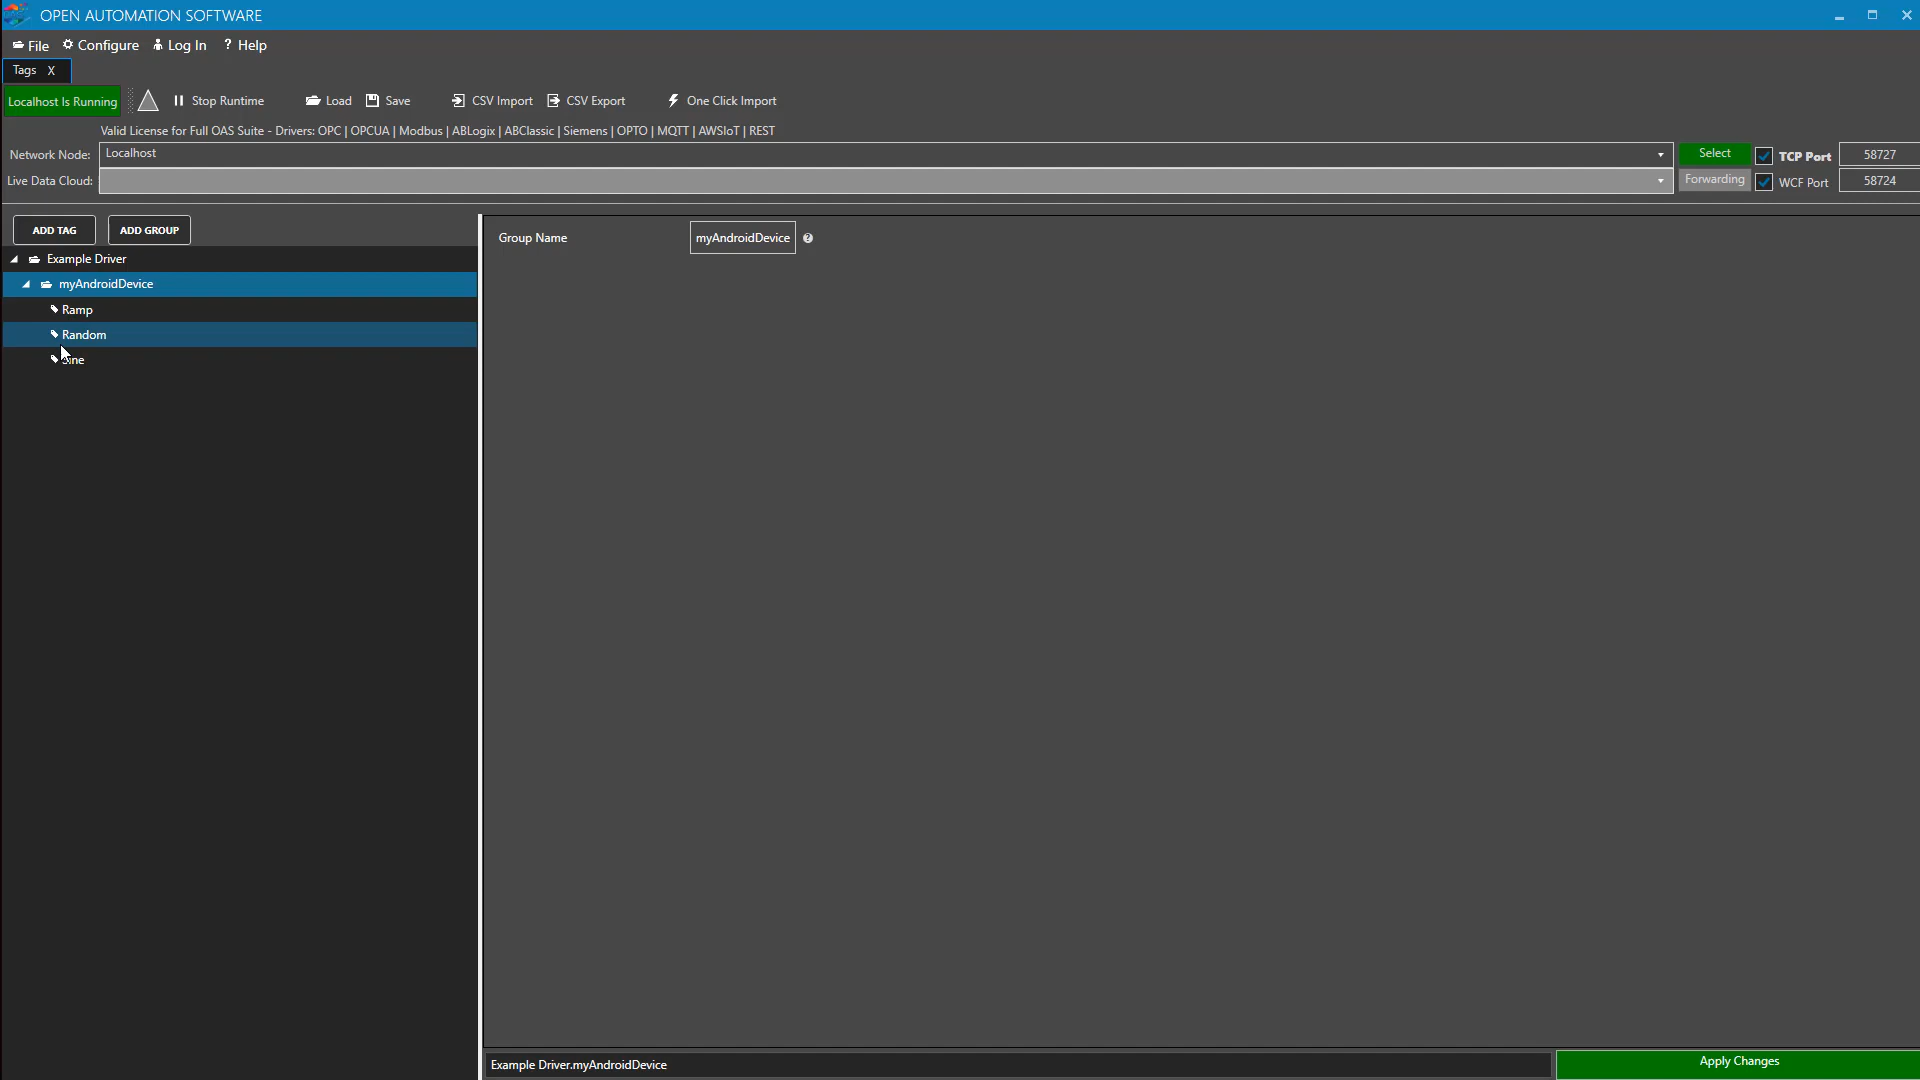 OPEN AUTOMATION SOFTWARE
File Configure Log In ? Help
Tags X
Localhost Is Running Stop Runtime Load Save CSV Import CSV Export One Click Import
Valid License for Full OAS Suite - Drivers: OPC | OPCUA | Modbus | ABLogix | ABClassic | Siemens | OPTO | MQTT | AWSIoT | REST
Network Node: Localhost Select TCP Port 58727
Live Data Cloud: Forwarding WCF Port 58724
ADD TAG ADD GROUP
Group Name myAndroidDevice ?
Example Driver
myAndroidDevice
Ramp
Random
Sine
Example Driver.myAndroidDevice Apply Changes